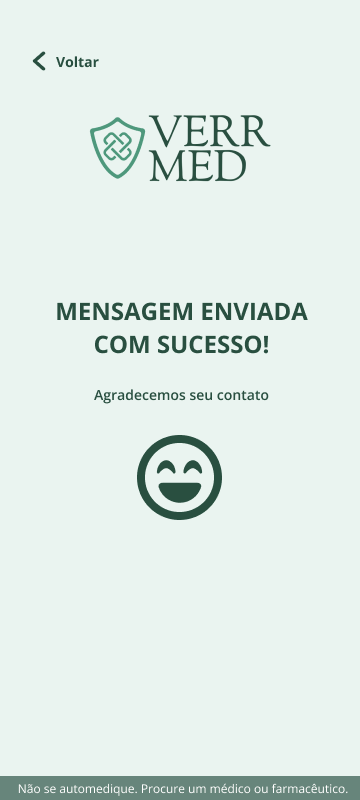 Voltar
VERR
MED
MENSAGEM ENVIADA
COM SUCESSO!
Agradecemos seu contato
Não se automedique. Procure um médico ou farmacêutico.